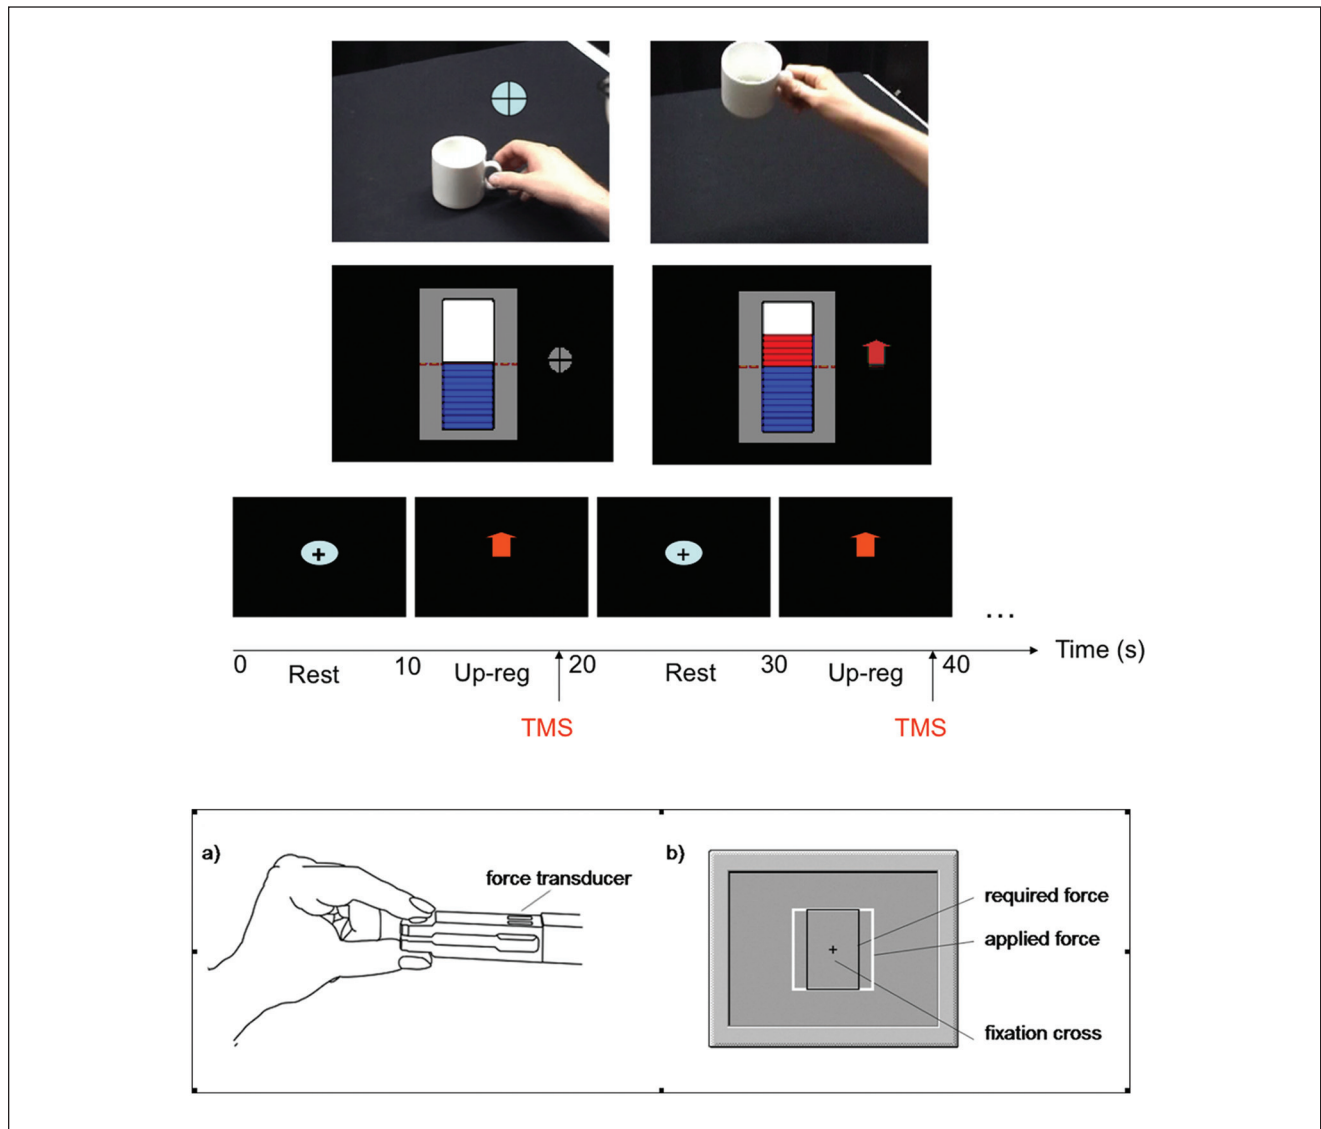 ...
0 Rest 10 Up-reg 20 Rest 30 Up-reg 40 Time (s)
TMS TMS
a) b)
force transducer
required force
applied force
fixation cross